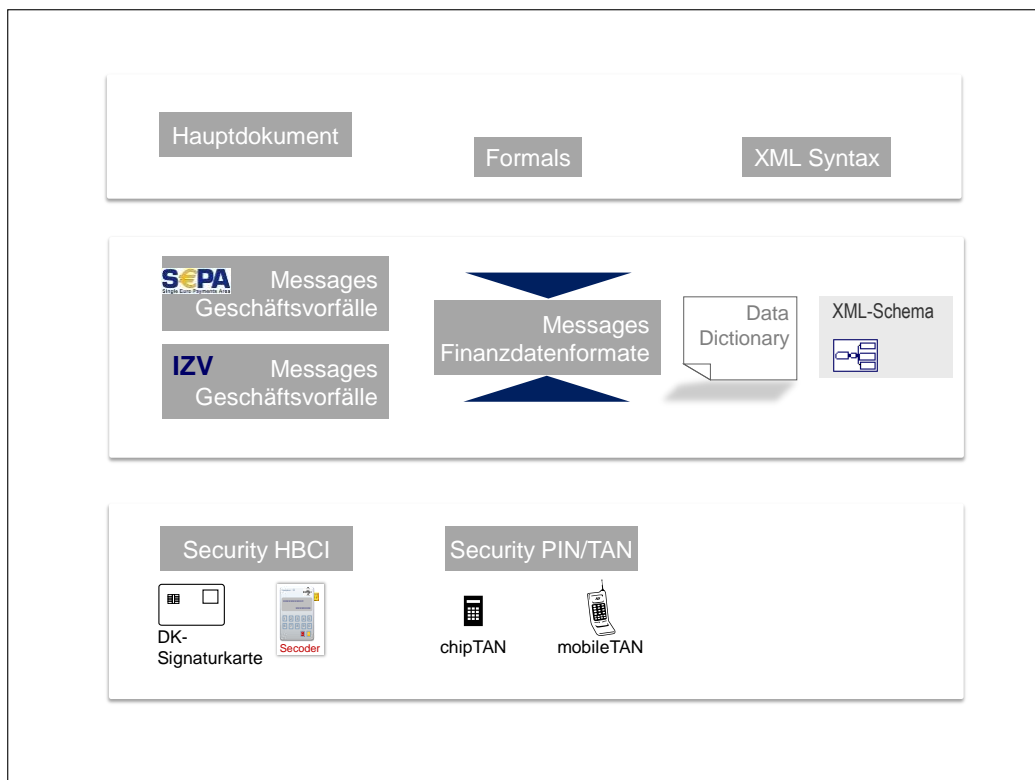 Hauptdokument
Formals
XML Syntax
S€PA
Single Euro Payments Area
Messages
Geschäftsvorfälle
IZV
Messages
Geschäftsvorfälle
Messages
Finanzdatenformate
Data
Dictionary
XML-Schema
Security HBCI
Security PIN/TAN
DK-
Signaturkarte
Secoder
chipTAN
mobileTAN